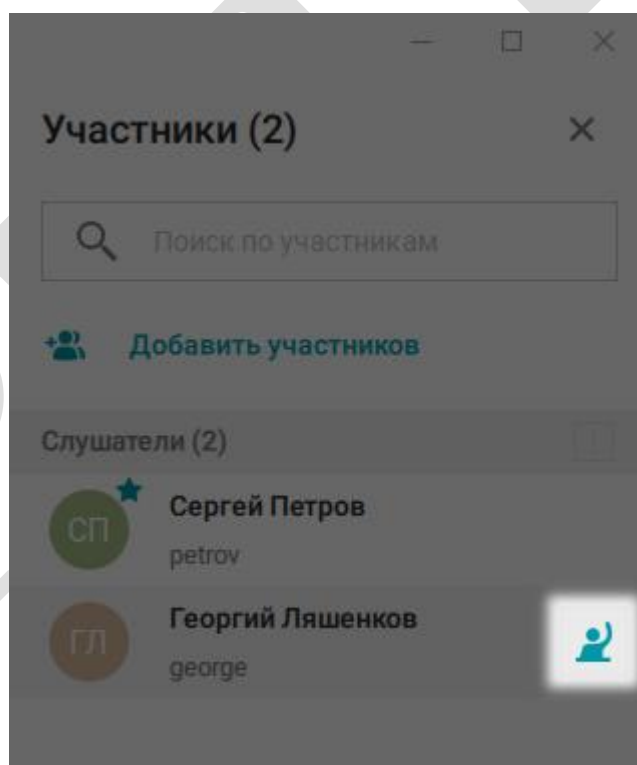 Участники (2)
Поиск по участникам
Добавить участников
Слушатели (2)
СП
Сергей Петров
petrov
ГЛ
Георгий Ляшенков
george